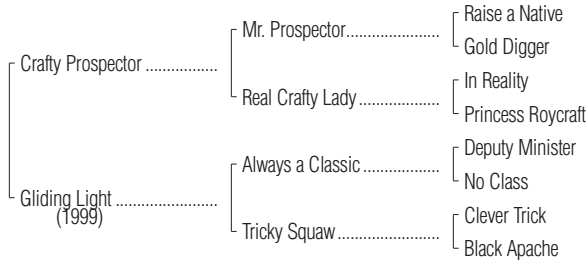 Raise a Native
Mr. Prospector
Gold Digger
Crafty Prospector
In Reality
Real Crafty Lady
Princess Roycraft
Deputy Minister
Always a Classic
No Class
Gliding Light
(1999)
Clever Trick
Tricky Squaw
Black Apache